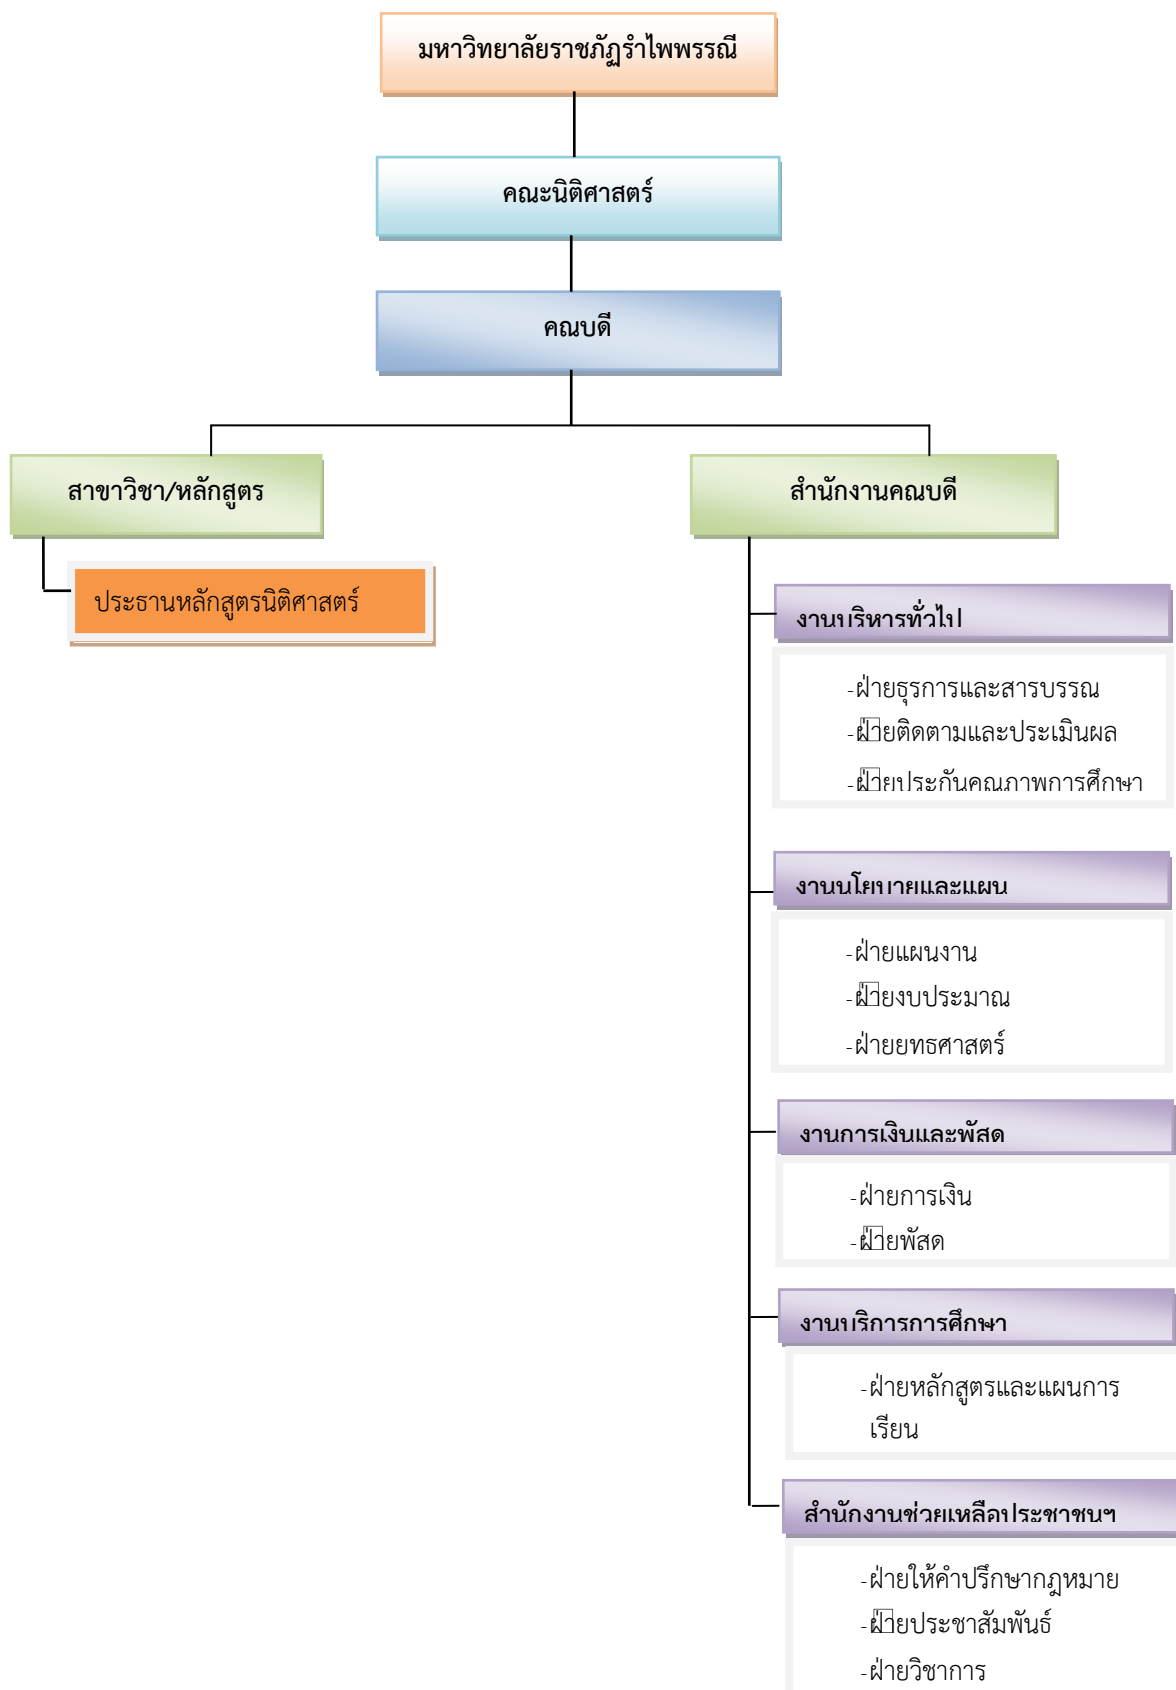 มหาวิทยาลัยราชภัฏรำไพพรรณี
คณะนิติศาสตร์
คณบดี
สาขาวิชา/หลักสูตร
ประธานหลักสูตรนิติศาสตร์
สำนักงานคณบดี
งานบริหารทั่วไป
-ฝ่ายธุรการและสารบรรณ
-ฝ่ายติดตามและประเมินผล
-ฝ่ายประกันคุณภาพการศึกษา
งานนโยบายและแผน
-ฝ่ายแผนงาน
-ฝ่ายงบประมาณ
-ฝ่ายยุทธศาสตร์
งานการเงินและพัสดุ
-ฝ่ายการเงิน
-ฝ่ายพัสดุ
งานบริการการศึกษา
-ฝ่ายหลักสูตรและแผนการ
เรียน
สำนักงานช่วยเหลือประชาชนฯ
-ฝ่ายให้คำปรึกษากฎหมาย
-ฝ่ายประชาสัมพันธ์
-ฝ่ายวิชาการ